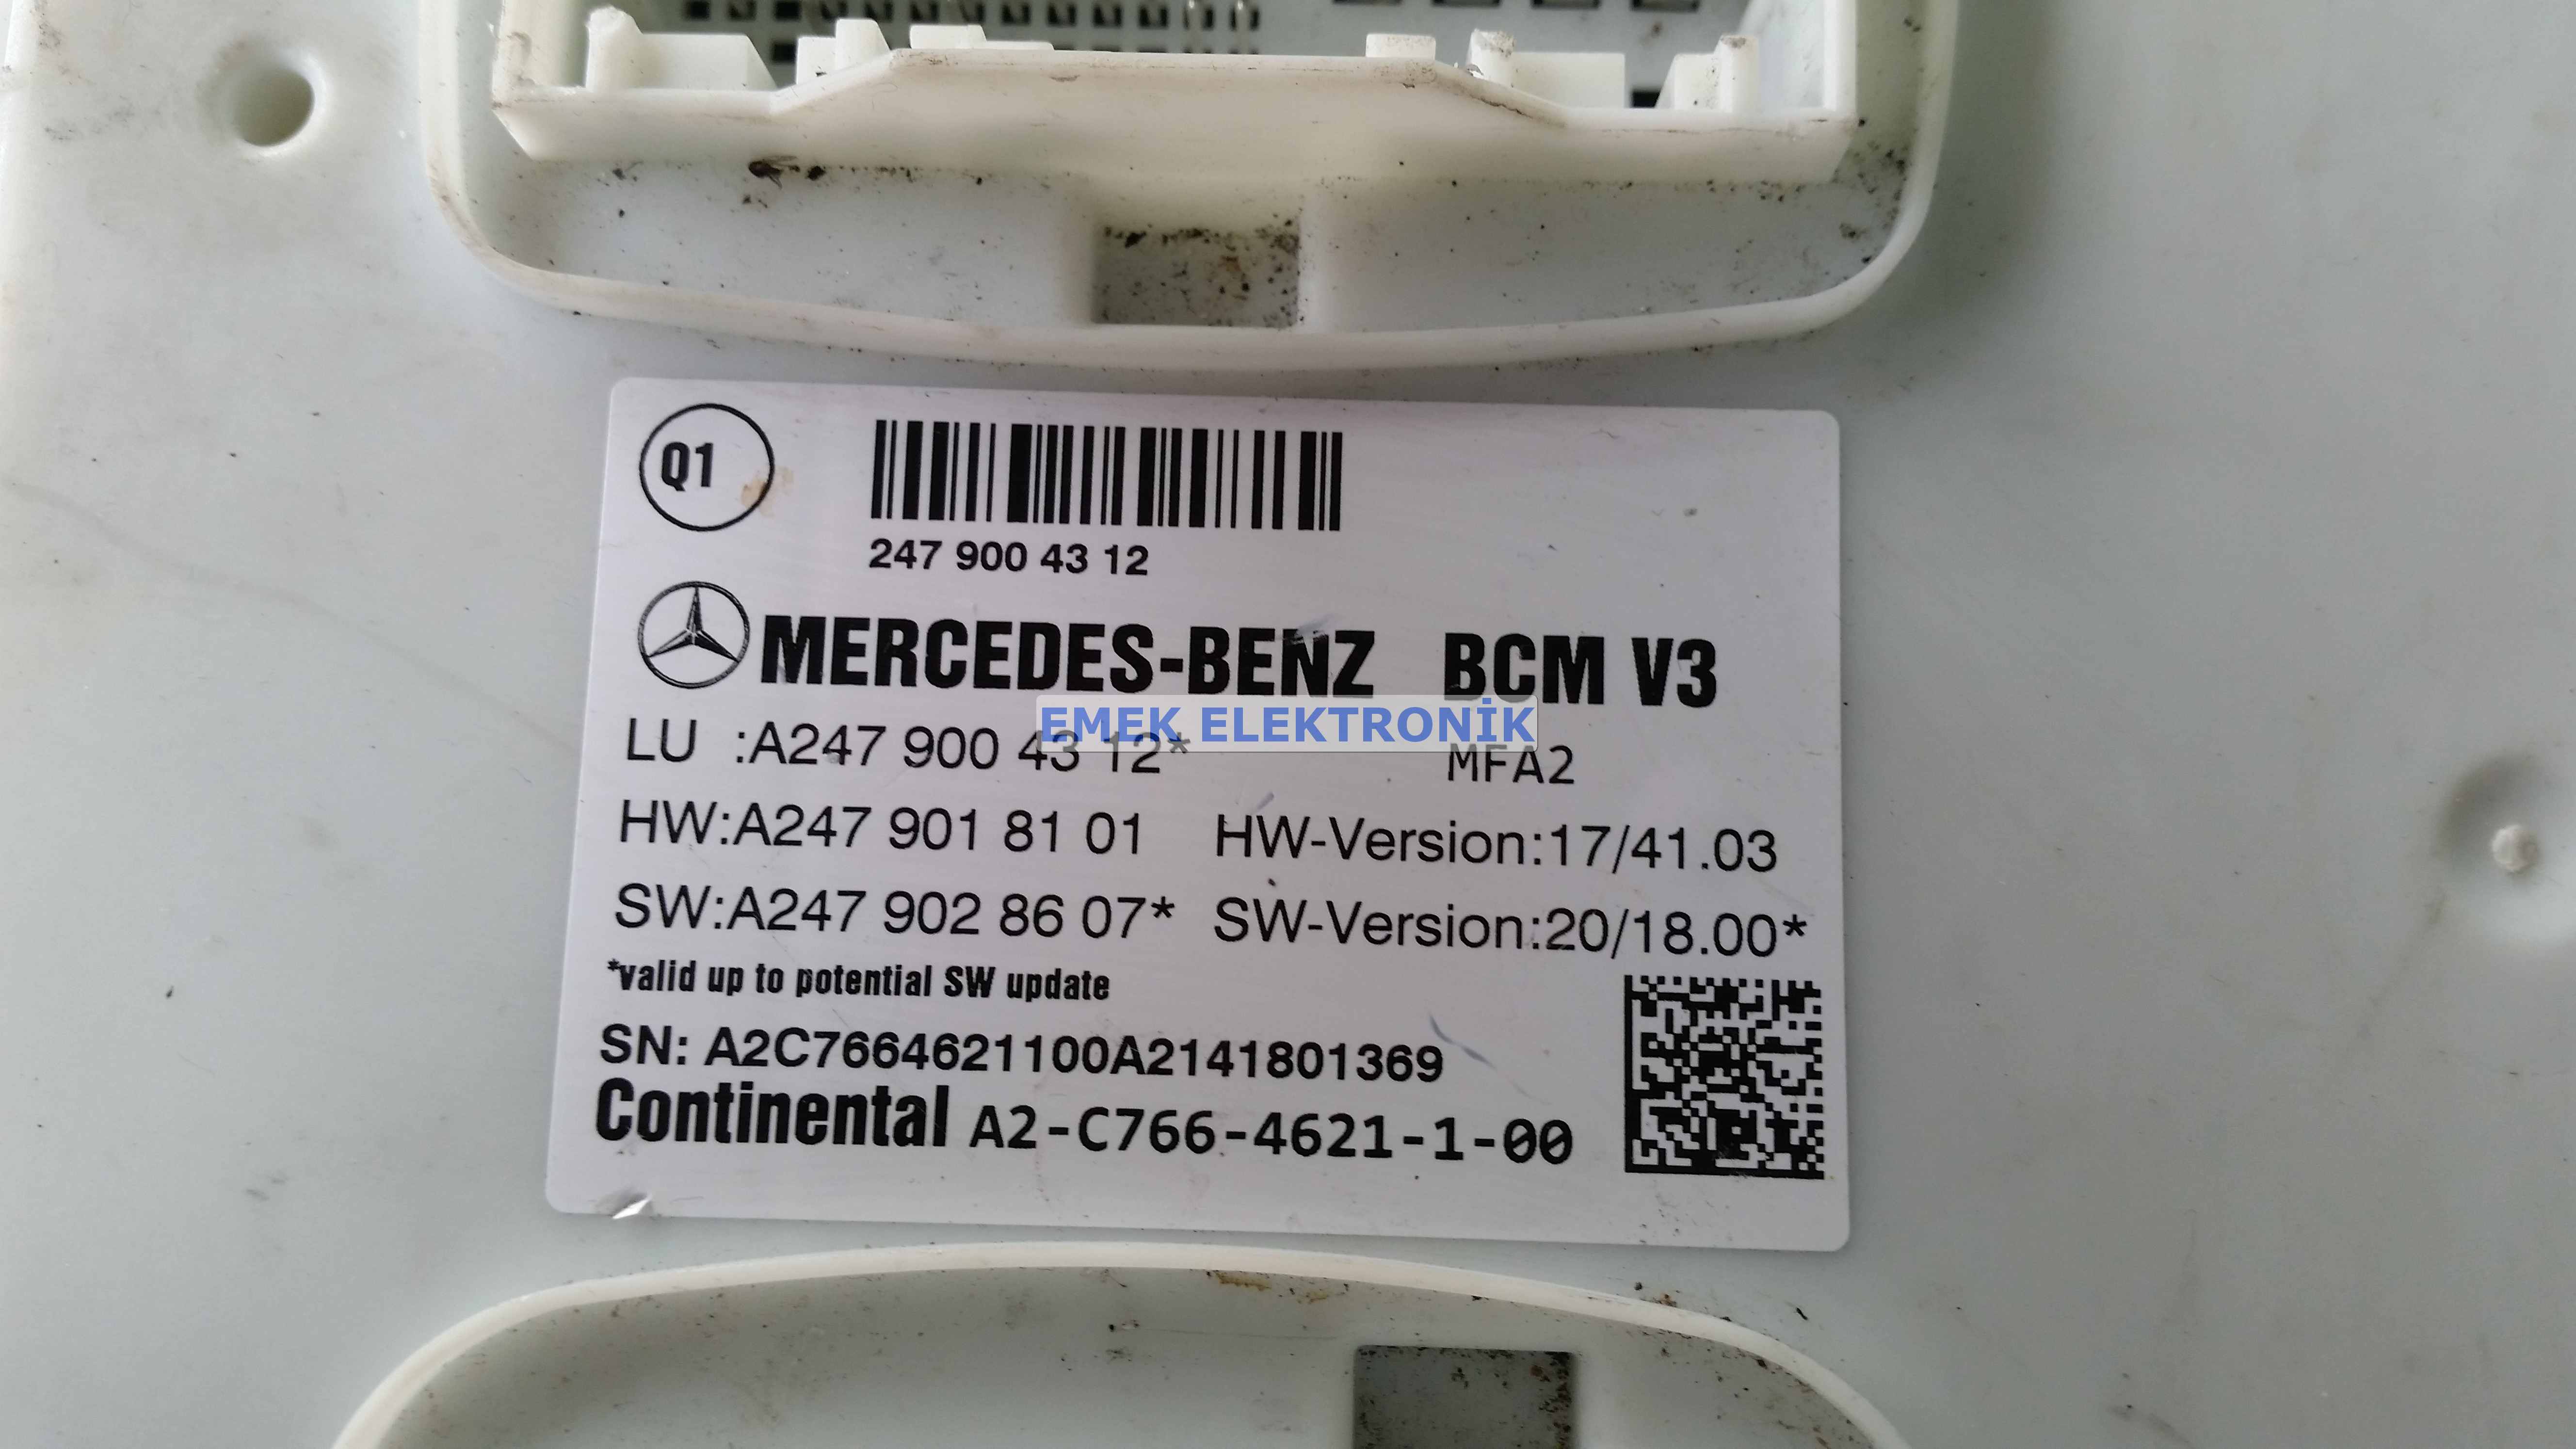 Q1
247 900 43 12
MERCEDES-BENZ BCM V3
EMEK ELEKTRONİK
LU :A247 900 43 12*
MFA2
HW:A247 901 81 01 HW-Version:17/41.03
SW:A247 902 86 07* SW-Version:20/18.00*
*valid up to potential SW update
SN: A2C7664621100A2141801369
Continental A2-C766-4621-1-00